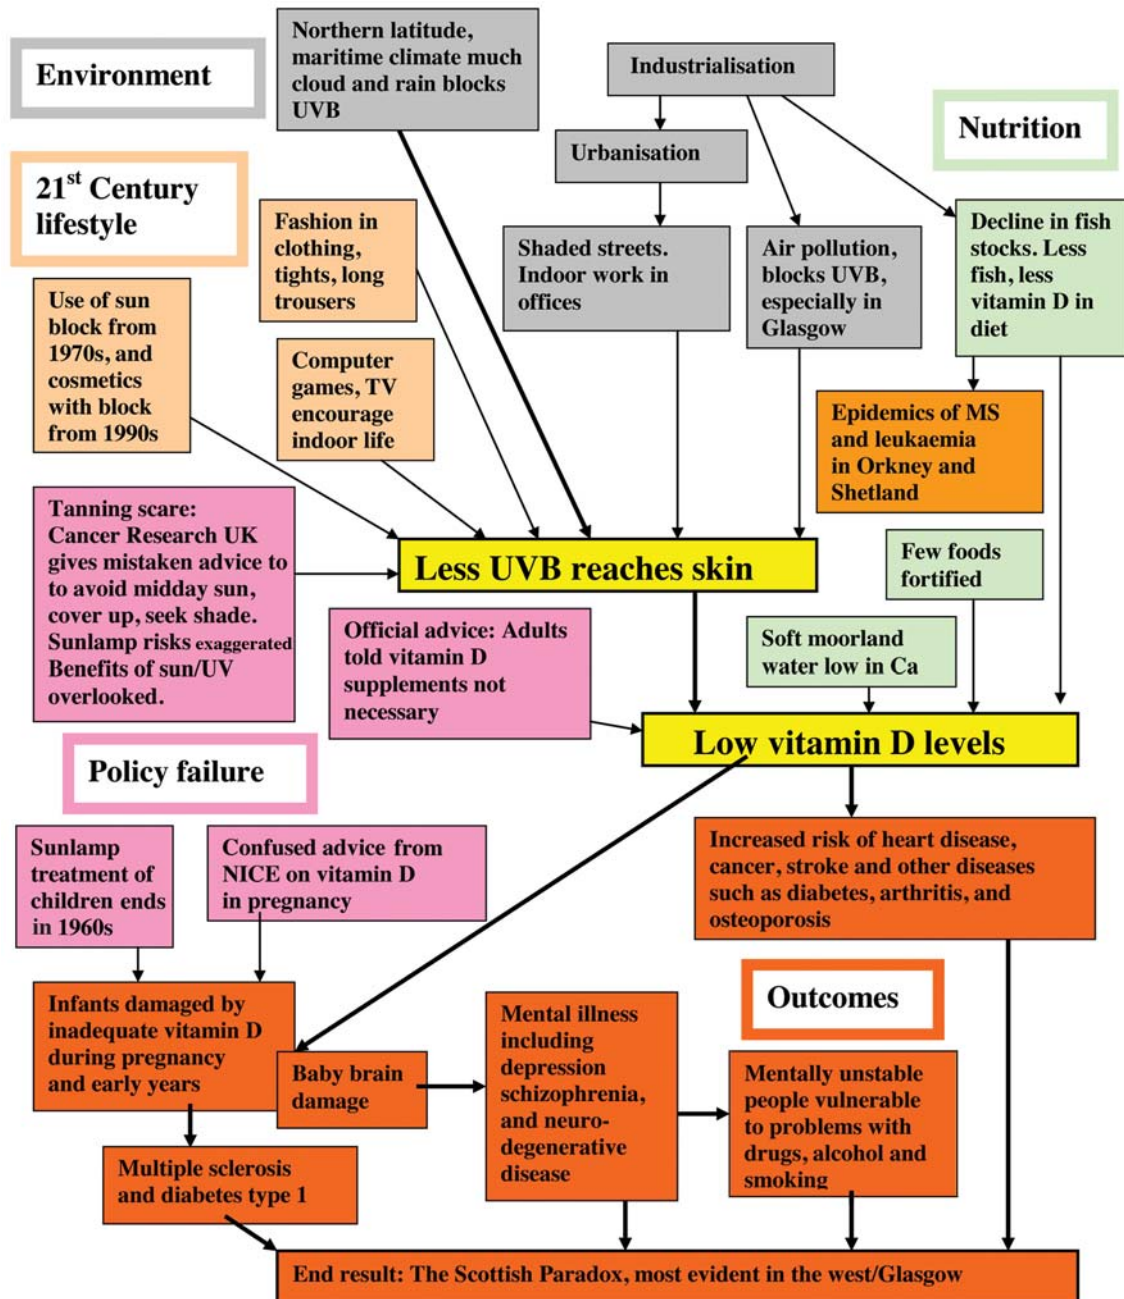 Environment
Northern latitude,
maritime climate much
cloud and rain blocks
UVB
Industrialisation
Nutrition
Urbanisation
21st Century
lifestyle
Fashion in
clothing,
tights, long
trousers
Shaded streets.
Indoor work in
offices
Air pollution,
blocks UVB,
especially in
Glasgow
Decline in fish
stocks. Less
fish, less
vitamin D in
diet
Use of sun
block from
1970s, and
cosmetics
with block
from 1990s
Computer
games, TV
encourage
indoor life
Epidemics of MS
and leukaemia
in Orkney and
Shetland
Tanning scare:
Cancer Research UK
gives mistaken advice to
to avoid midday sun,
cover up, seek shade.
Sunlamp risks exaggerated
Benefits of sun/UV
overlooked.
Less UVB reaches skin
Few foods
fortified
Official advice: Adults
told vitamin D
supplements not
necessary
Soft moorland
water low in Ca
Low vitamin D levels
Policy failure
Sunlamp
treatment of
children ends
in 1960s
Confused advice from
NICE on vitamin D
in pregnancy
Increased risk of heart disease,
cancer, stroke and other diseases
such as diabetes, arthritis, and
osteoporosis
Outcomes
Infants damaged by
inadequate vitamin D
during pregnancy
and early years
Baby brain
damage
Mental illness
including
depression
schizophrenia,
and neuro-
degenerative
disease
Mentally unstable
people vulnerable
to problems with
drugs, alcohol and
smoking
Multiple sclerosis
and diabetes type 1
End result: The Scottish Paradox, most evident in the west/Glasgow